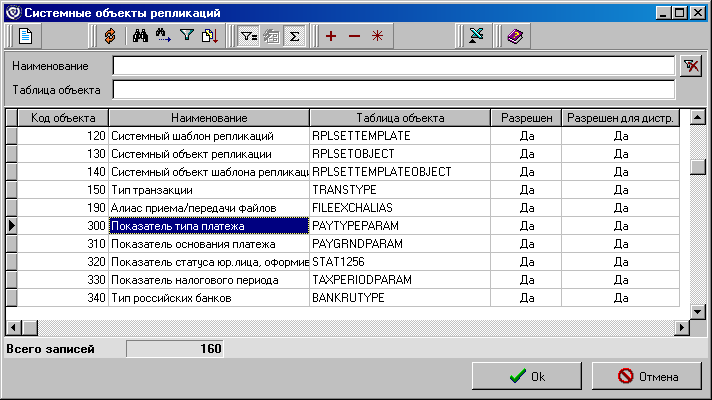 Системные объекты репликаций
Наименование
Таблица объекта
Код объекта Наименование Таблица объекта Разрешен Разрешен для дистр.
120 Системный шаблон репликаций RPLSETTEMPLATE Да Да
130 Системный объект репликации RPLSETOBJECT Да Да
140 Системный объект шаблона репликаци RPLSETTEMPLATEOBJECT Да Да
150 Тип транзакции TRANSTYPE Да Да
190 Алиас приема/передачи файлов FILEEXCHALIAS Да Да
300 Показатель типа платежа PAYTYPEPARAM Да Да
310 Показатель основания платежа PAYGRNDPARAM Да Да
320 Показатель статуса юр.лица, оформив STAT1256 Да Да
330 Показатель налогового периода TAXPERIODPARAM Да Да
340 Тип российских банков BANKRUTYPE Да Да
Всего записей 160
Ok Отмена